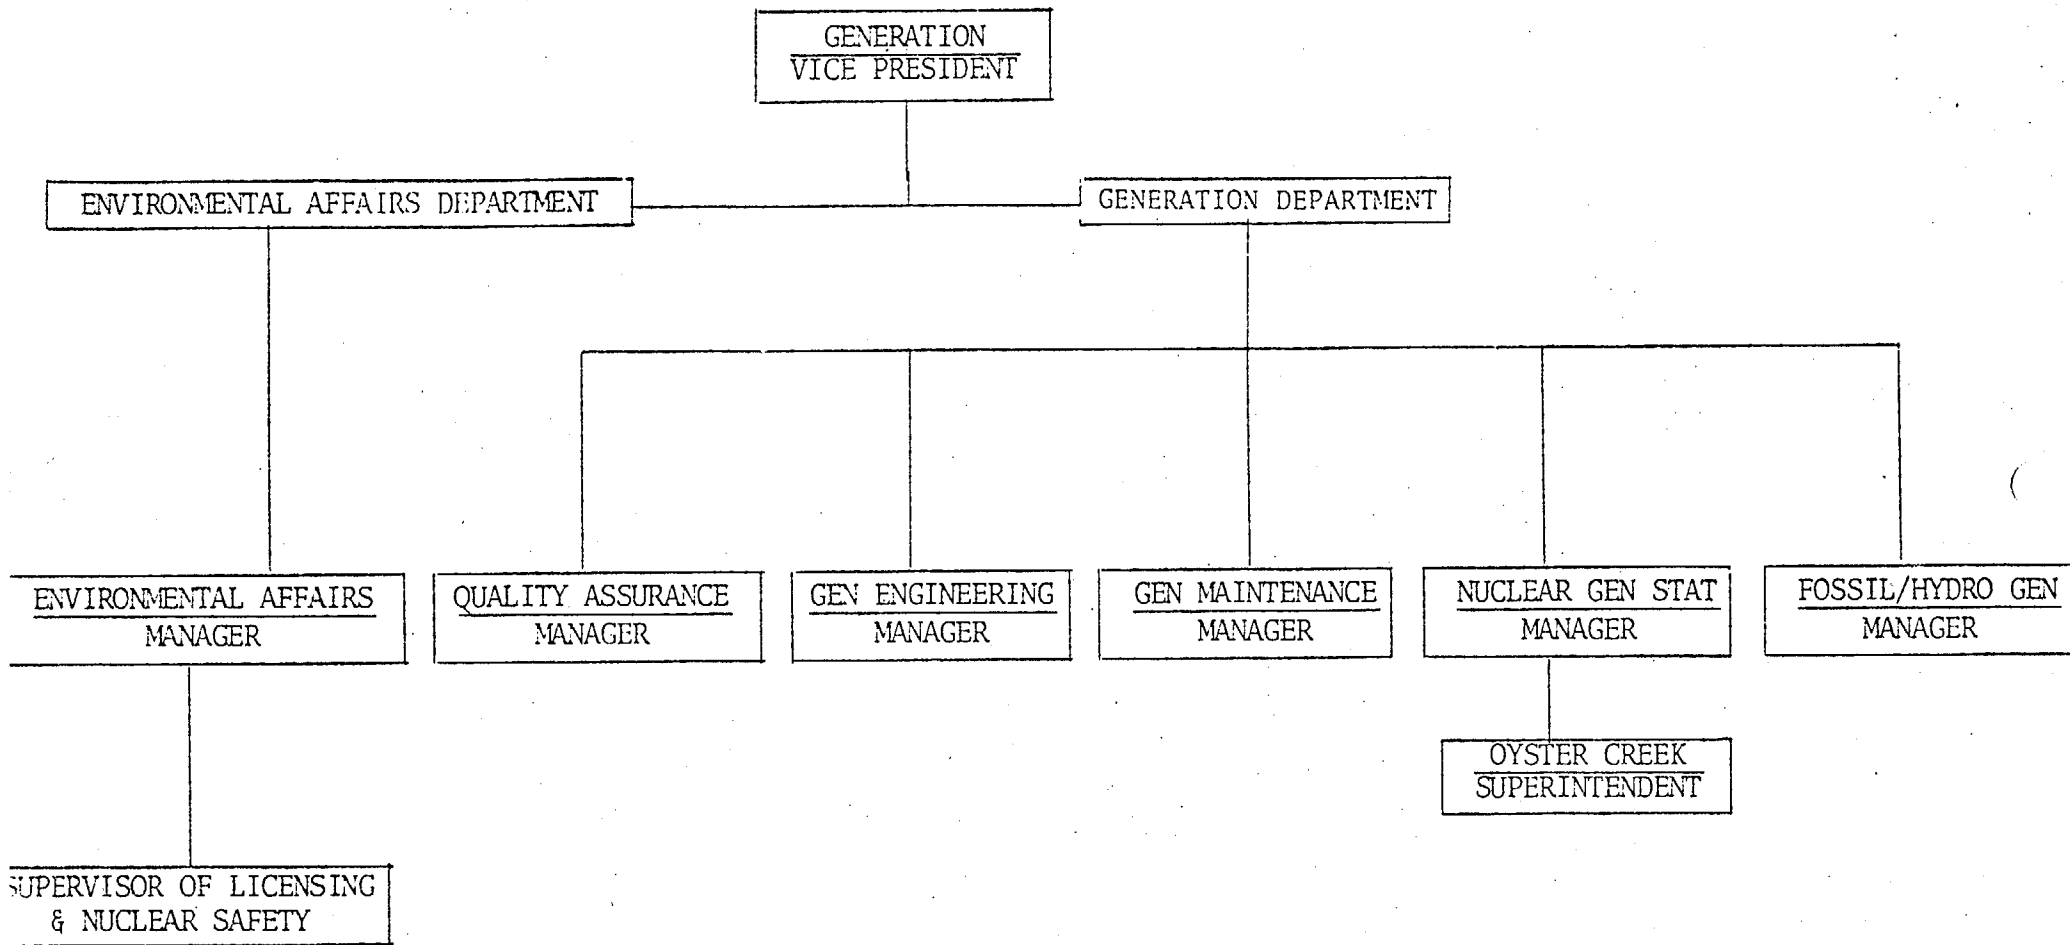 GENERATION
VICE PRESIDENT
ENVIRONMENTAL AFFAIRS DEPARTMENT
GENERATION DEPARTMENT
ENVIRONMENTAL AFFAIRS
MANAGER
QUALITY ASSURANCE
MANAGER
GEN ENGINEERING
MANAGER
GEN MAINTENANCE
MANAGER
NUCLEAR GEN STAT
MANAGER
FOSSIL/HYDRO GEN
MANAGER
OYSTER CREEK
SUPERINTENDENT
SUPERVISOR OF LICENSING
& NUCLEAR SAFETY